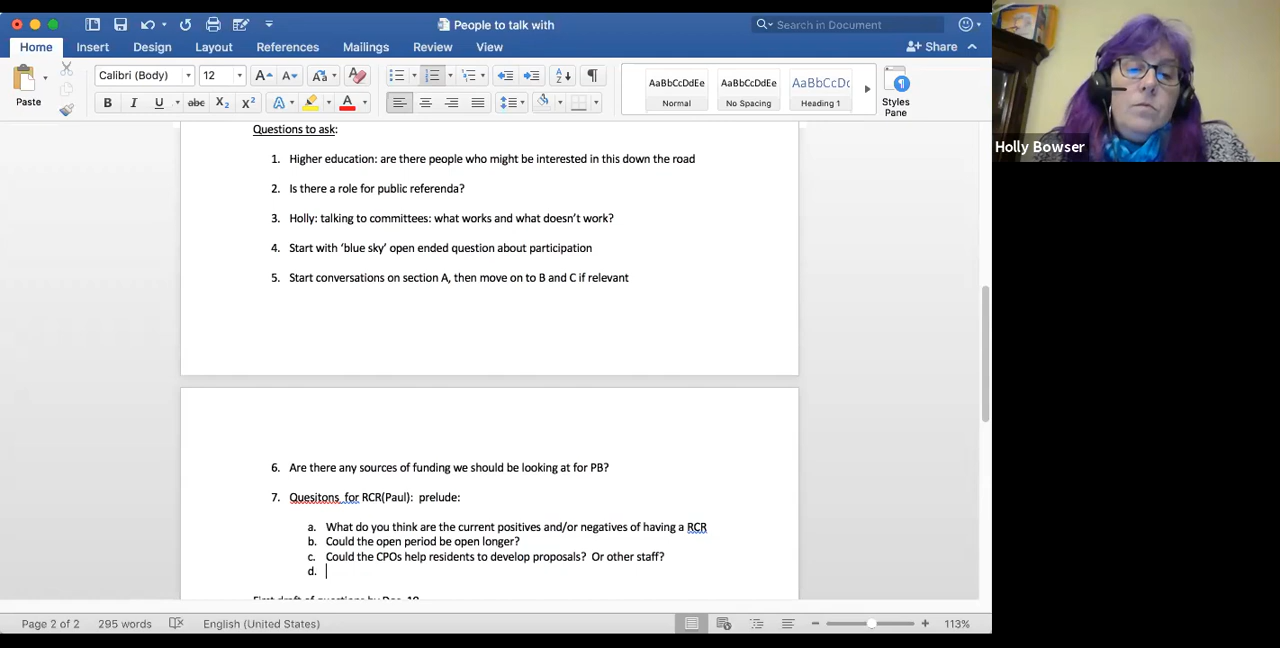 People to talk with
Search in Document
Home Insert Design Layout References Mailings Review View
Share
Paste
Calibri (Body) 12
AaBbCcDdEe AaBbCcDdEe AaBbCcDc
Normal No Spacing Heading 1
Styles
Pane
Holly Bowser
Questions to ask:
1. Higher education: are there people who might be interested in this down the road
2. Is there a role for public referenda?
3. Holly: talking to committees: what works and what doesn’t work?
4. Start with ‘blue sky’ open ended question about participation
5. Start conversations on section A, then move on to B and C if relevant
6. Are there any sources of funding we should be looking at for PB?
7. Quesitons for RCR(Paul): prelude:
a. What do you think are the current positives and/or negatives of having a RCR
b. Could the open period be open longer?
c. Could the CPOs help residents to develop proposals? Or other staff?
d.
First draft of questions by Dec. 10
Page 2 of 2 295 words English (United States) 113%